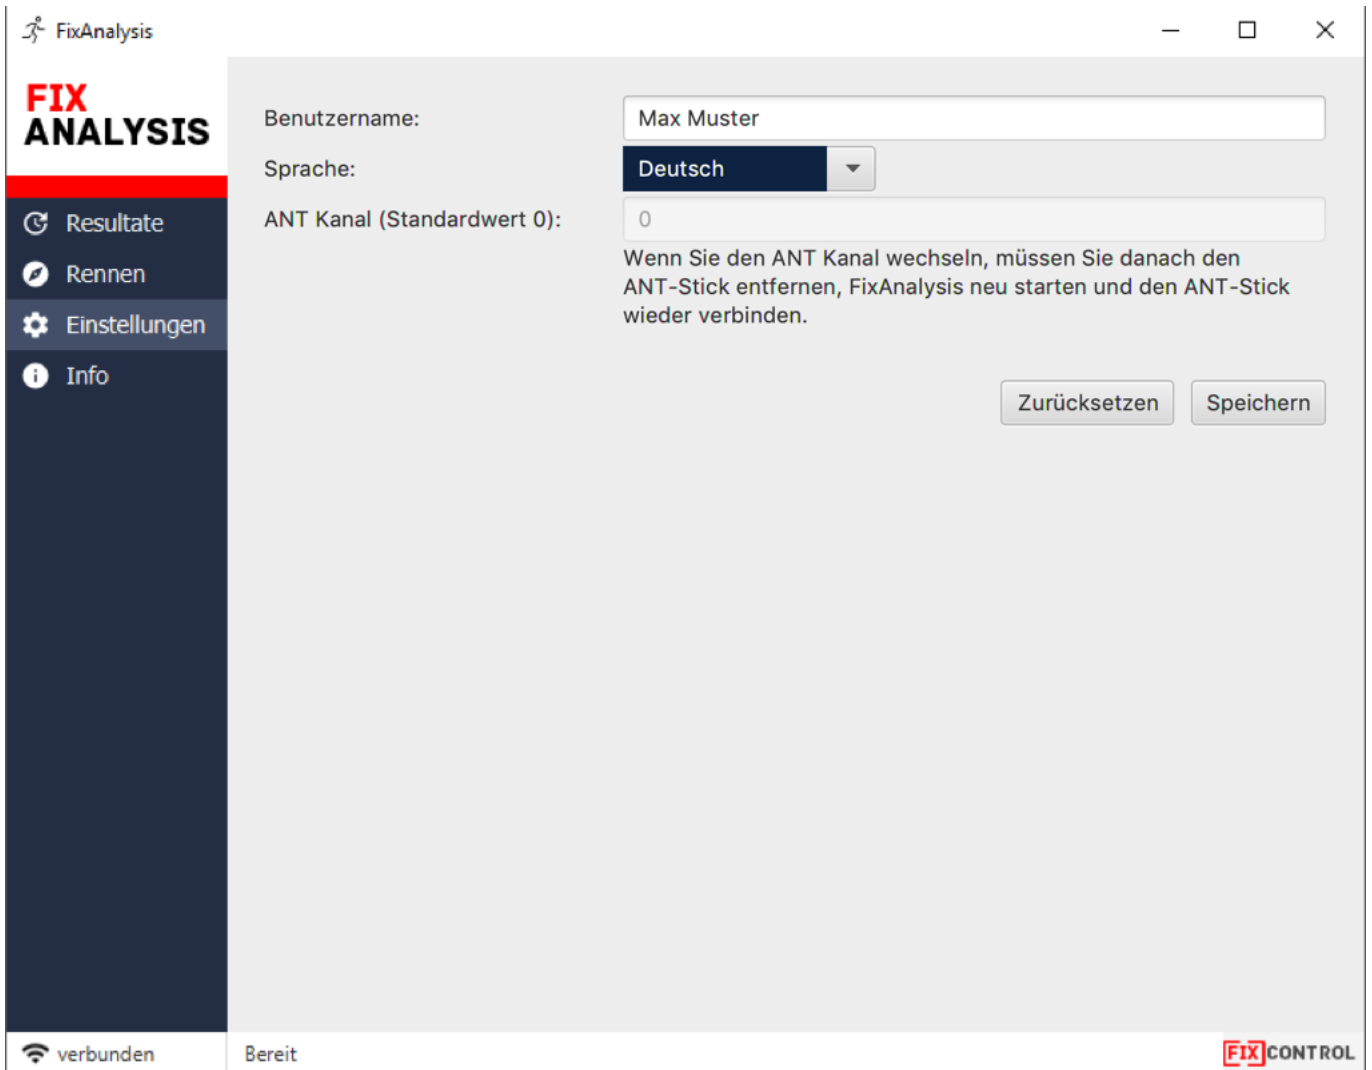 FixAnalysis
FIX
ANALYSIS
Resultate
Rennen
Einstellungen
Info
Benutzername:
Max Muster
Sprache:
Deutsch
ANT Kanal (Standardwert 0):
0
Wenn Sie den ANT Kanal wechseln, müssen Sie danach den
ANT-Stick entfernen, FixAnalysis neu starten und den ANT-Stick
wieder verbinden.
Zurücksetzen
Speichern
verbunden
Bereit
FIX CONTROL